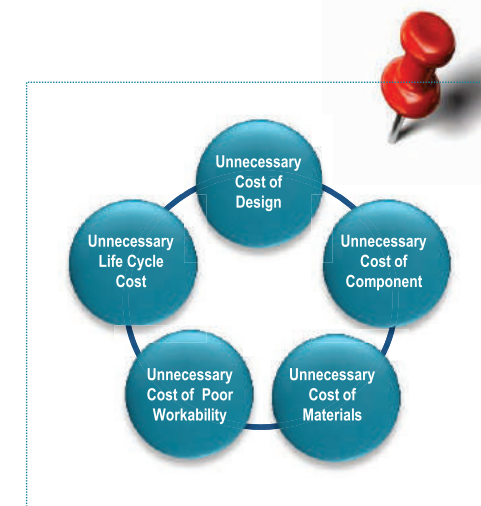 Unnecessary
Cost of
Design
Unnecessary
Cost of
Component
Unnecessary
Cost of
Materials
Unnecessary
Cost of Poor
Workability
Unnecessary
Life Cycle
Cost